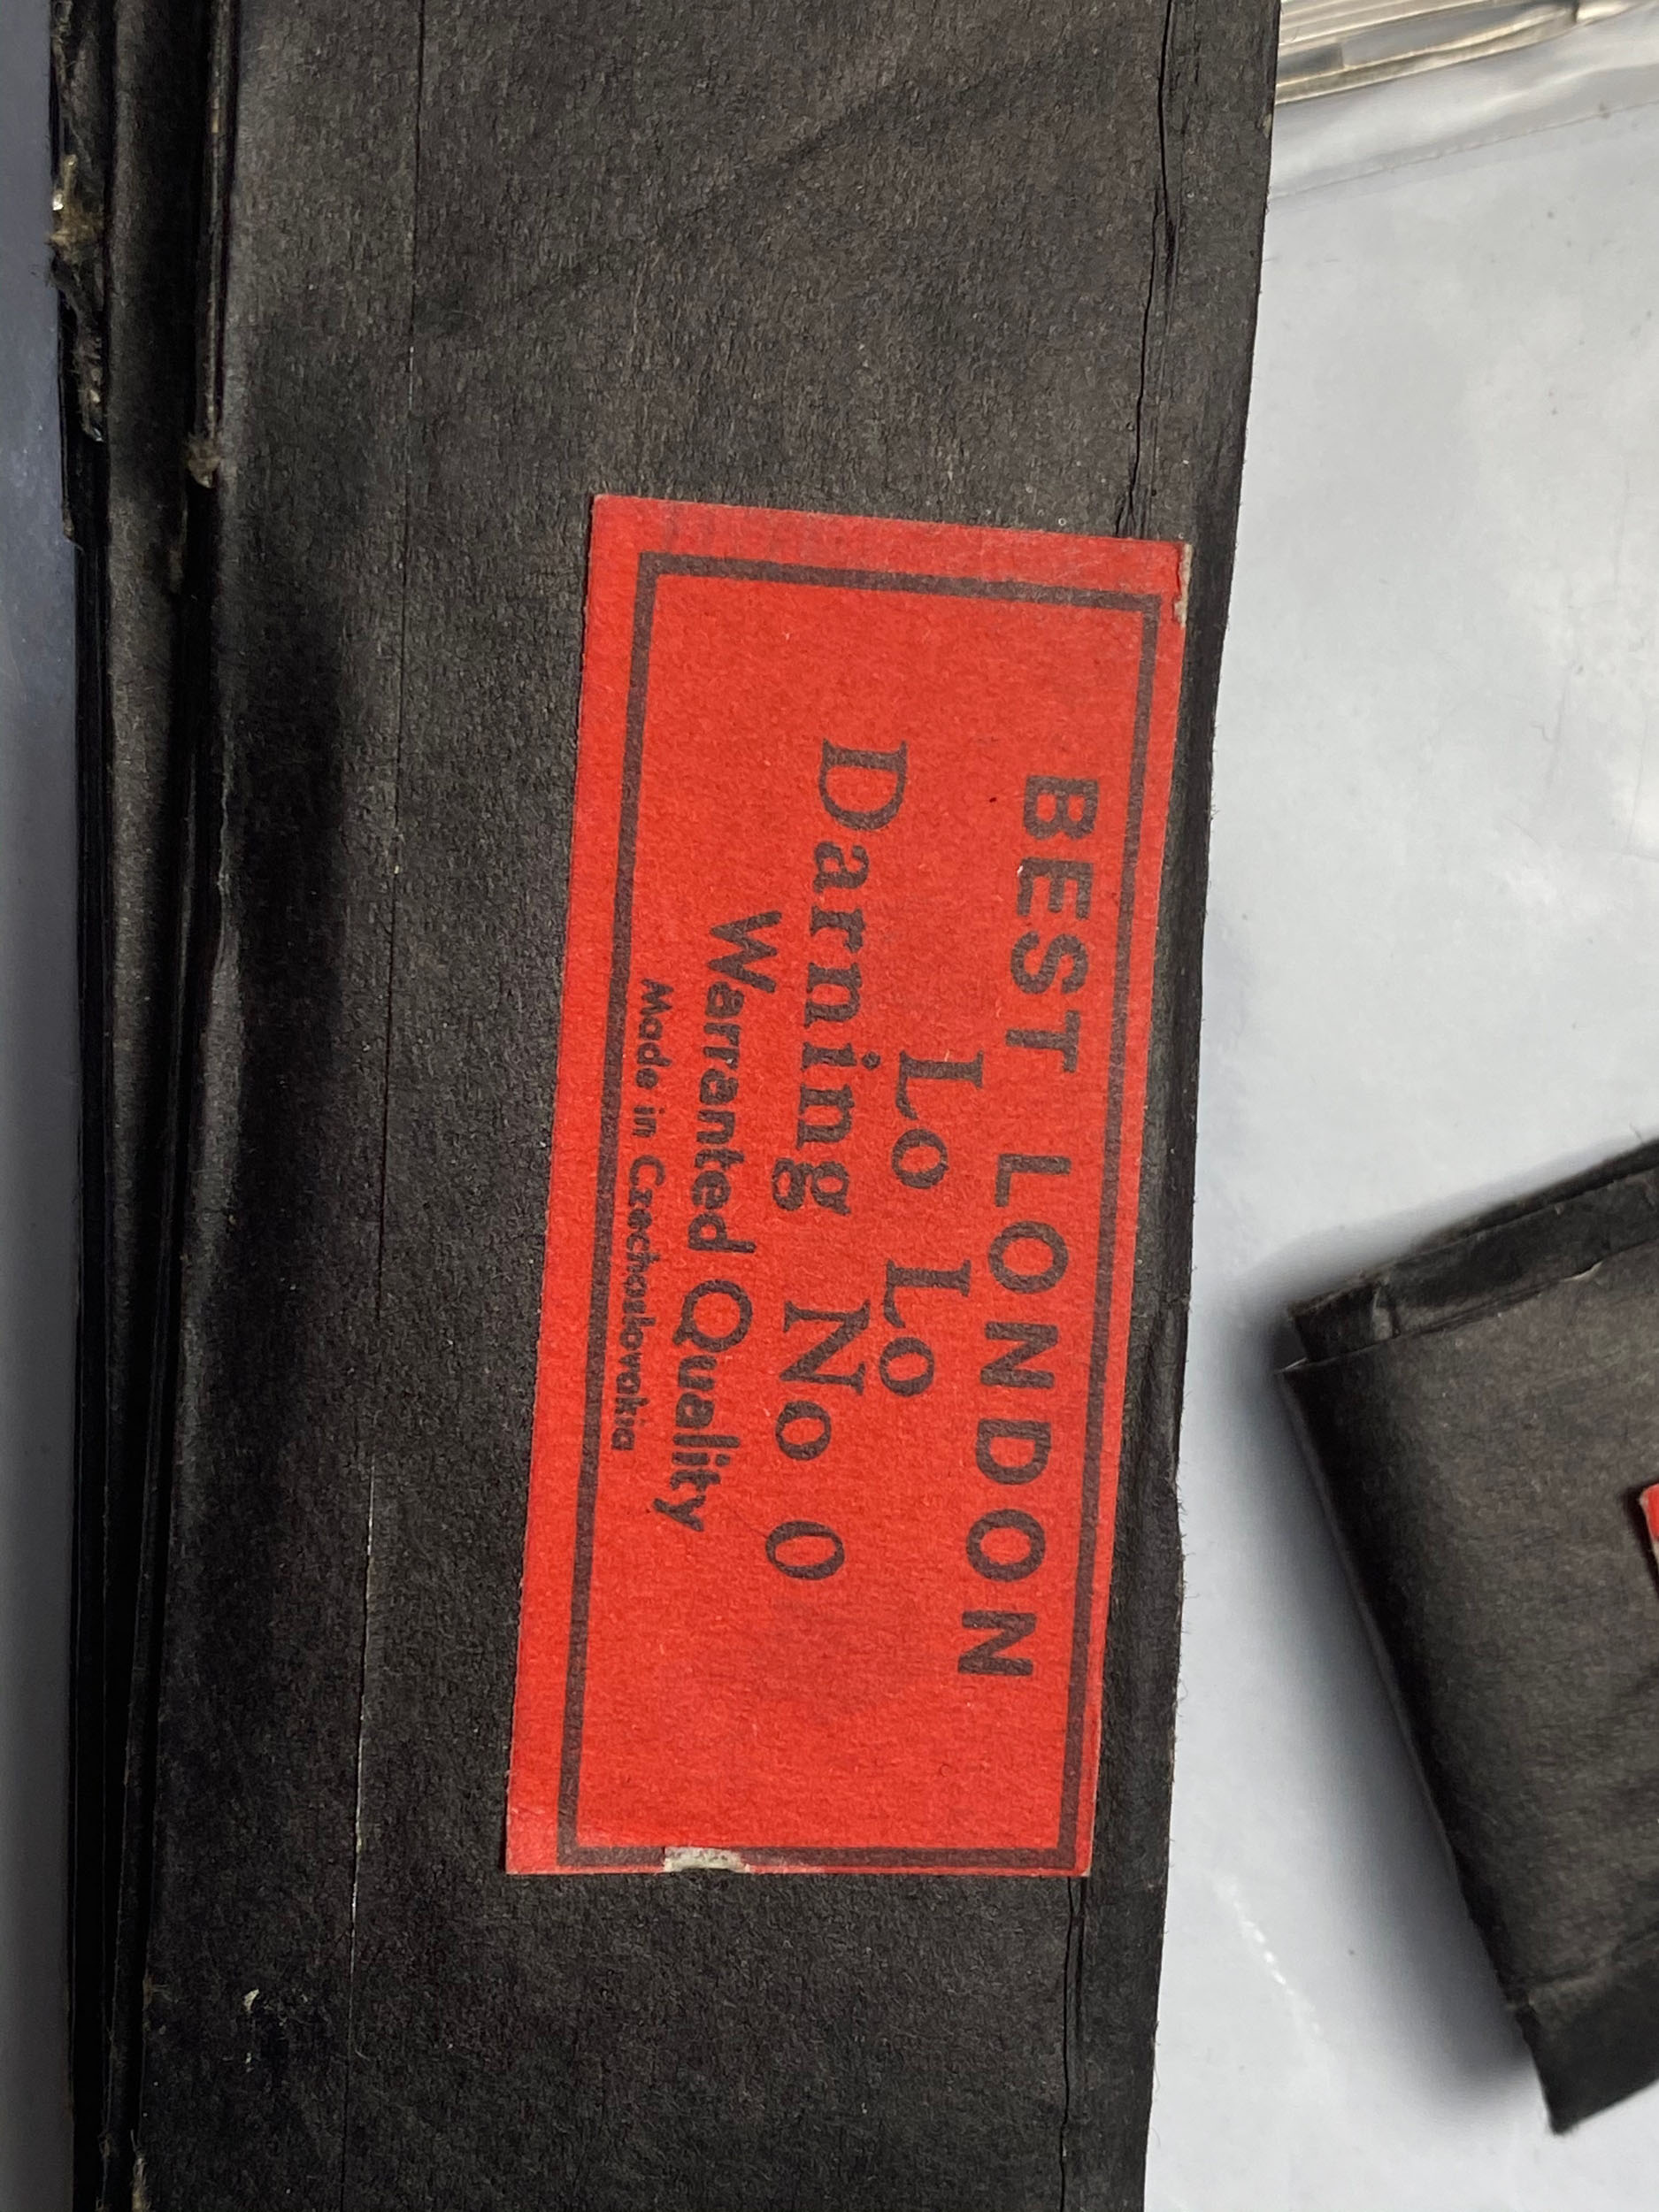 BEST LONDON
Lo Lo
Darning No 0
Warranted Quality
Made in Czechoslovakia